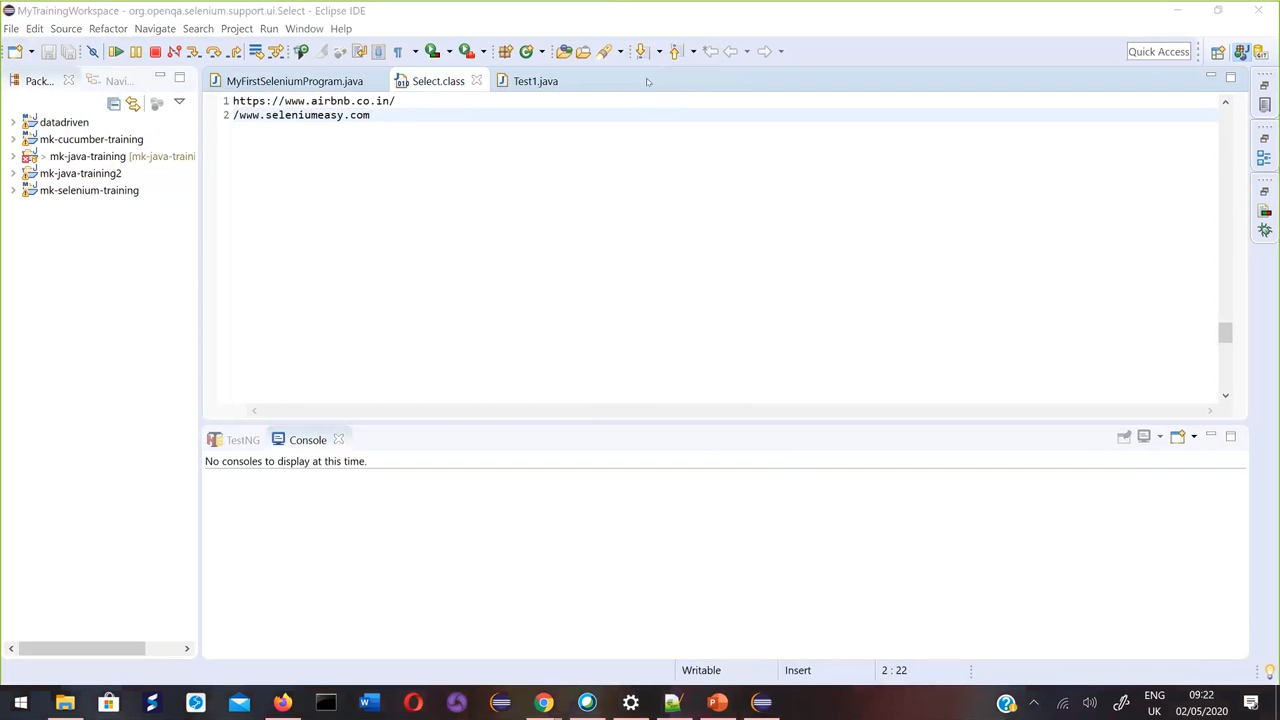 MyTrainingWorkspace - org.openqa.selenium.support.ui.Select - Eclipse IDE
File Edit Source Refactor Navigate Search Project Run Window Help
Quick Access
Pack... Navi... MyFirstSeleniumProgram.java Select.class Test1.java
1 https://www.airbnb.co.in/
2 /www.seleniumeasy.com
datadriven
mk-cucumber-training
> mk-java-training [mk-java-traini
mk-java-training2
mk-selenium-training
TestNG Console
No consoles to display at this time.
Writable Insert 2 : 22
ENG 09:22
UK 02/05/2020